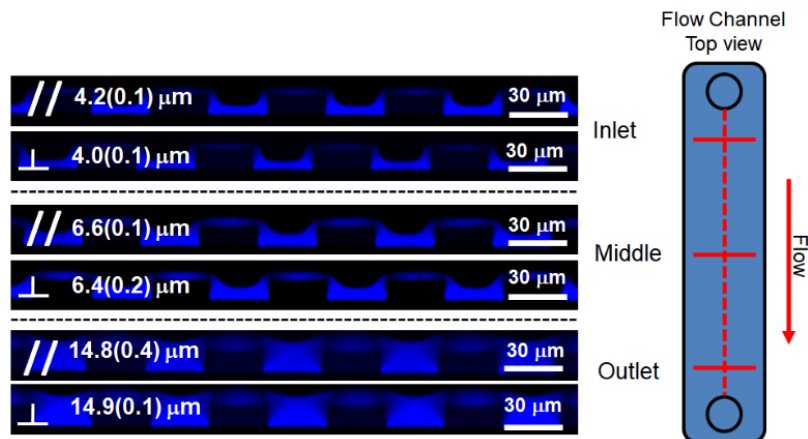 Flow Channel
Top view
// 4.2(0.1) μm 30 μm
Inlet
⊥ 4.0(0.1) μm 30 μm
// 6.6(0.1) μm 30 μm
Middle
⊥ 6.4(0.2) μm 30 μm
// 14.8(0.4) μm 30 μm
Outlet
⊥ 14.9(0.1) μm 30 μm
Flow